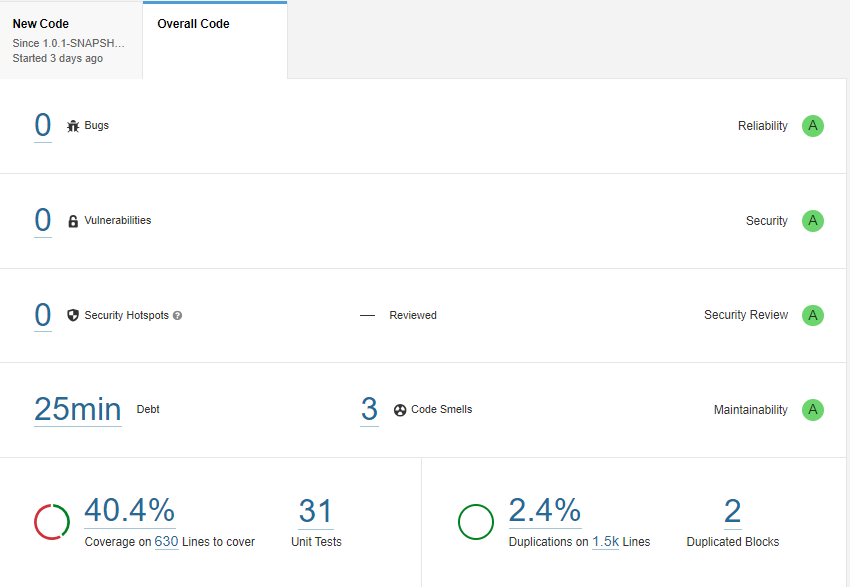 New Code
Since 1.0.1-SNAPSH...
Started 3 days ago
Overall Code
0 Bugs Reliability A
0 Vulnerabilities Security A
0 Security Hotspots ? — Reviewed Security Review A
25min Debt 3 Code Smells Maintainability A
40.4% 31 2.4% 2
Coverage on 630 Lines to cover Unit Tests Duplications on 1.5k Lines Duplicated Blocks